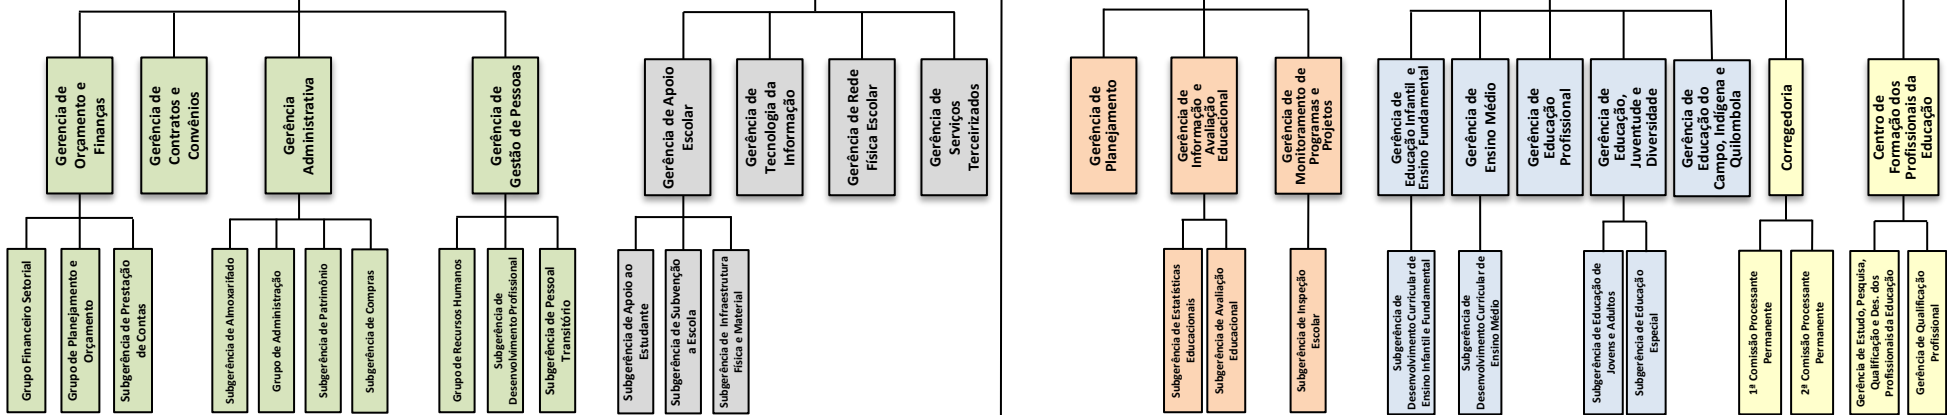 Gerencia de
Orçamento e
Finanças
Gerência de
Contratos e
Convênios
Gerência
Administrativa
Gerência de
Gestão de Pessoas
Gerência de Apoio
Escolar
Gerência de
Tecnologia da
Informação
Gerência de Rede
Física Escolar
Gerência de
Serviços
Terceirizados
Gerência de
Planejamento
Gerência de
Informação e
Avaliação
Educacional
Gerência de
Monitoramento de
Programas e
Projetos
Gerência de
Educação Infantil e
Ensino Fundamental
Gerência de
Ensino Médio
Gerência de
Educação
Profissional
Gerência de
Educação,
Juventude e
Diversidade
Gerência de
Educação do
Campo, Indígena e
Quilombola
Corregedoria
Centro de
Formação dos
Profissionais da
Educação
Grupo Financeiro Setorial
Grupo de Planejamento e
Orçamento
Subgerência de Prestação
de Contas
Subgerência de Almoxarifado
Grupo de Administração
Subgerência de Patrimônio
Subgerência de Compras
Grupo de Recursos Humanos
Subgerência de
Desenvolvimento Profissional
Subgerência de Pessoal
Transitório
Subgerência de Apoio ao
Estudante
Subgerência de Subvenção
a Escola
Subgerência de Infraestrutura
Física e Material
Subgerência de Estatísticas
Educacionais
Subgerência de Avaliação
Educacional
Subgerência de Inspeção
Escolar
Subgerência de
Desenvolvimento Curricular de
Ensino Infantil e Fundamental
Subgerência de
Desenvolvimento Curricular de
Ensino Médio
Subgerência de Educação de
Jovens e Adultos
Subgerência de Educação
Especial
1ª Comissão Processante
Permanente
2ª Comissão Processante
Permanente
Gerência de Estudo, Pesquisa,
Qualificação e Des. dos
Profissionais da Educação
Gerência de Qualificação
Profissional